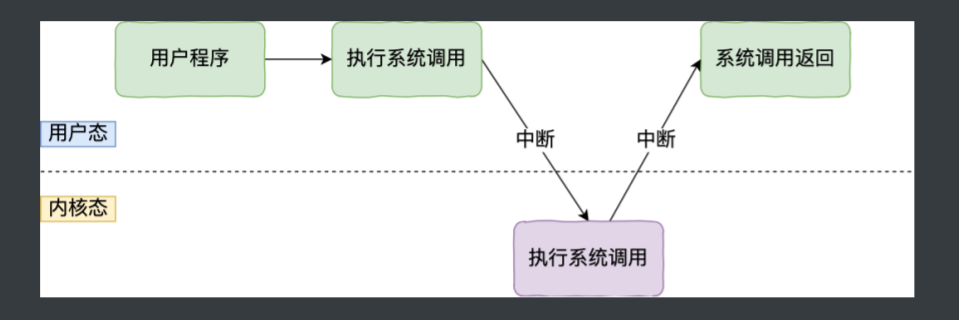 用户程序
执行系统调用
系统调用返回
用户态
中断
中断
内核态
执行系统调用